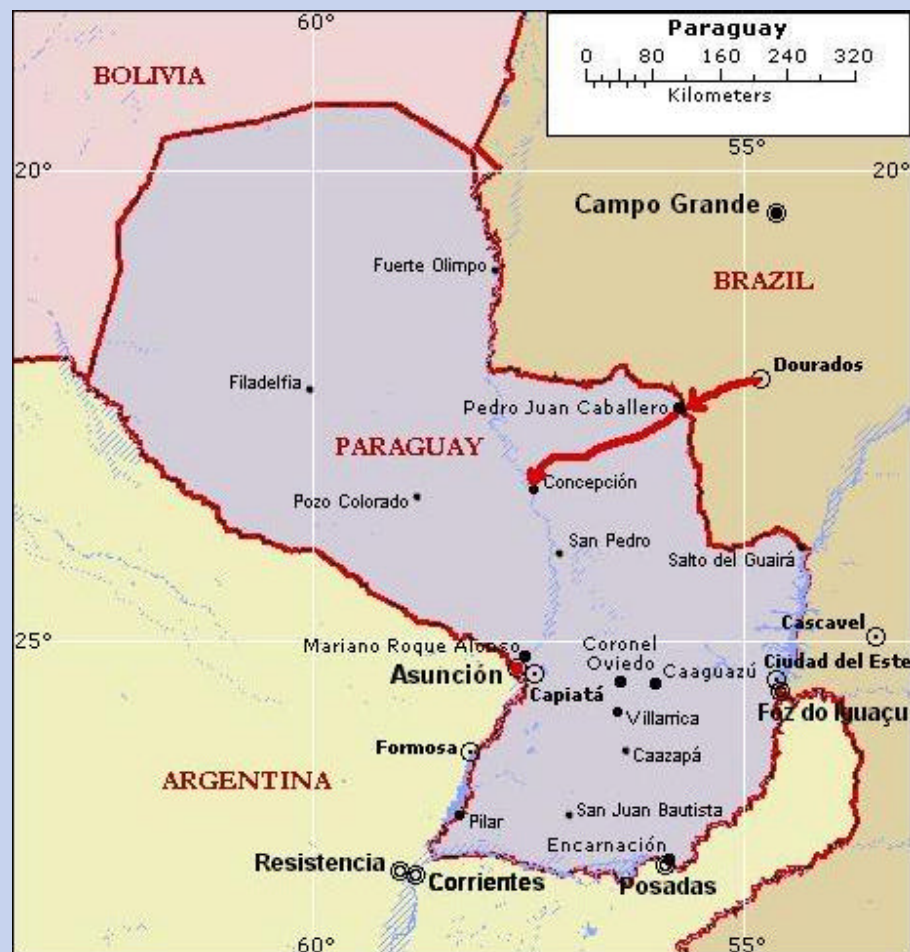 60°
Paraguay
0 80 160 240 320
Kilometers
BOLIVIA
55°
20°
20°
Campo Grande
Fuerte Olimpo
BRAZIL
Dourados
Filadelfia
Pedro Juan Caballero
PARAGUAY
Concepción
Pozo Colorado
San Pedro
Salto del Guairá
Cascavel
25°
Mariano Roque Alonso
Coronel
Oviedo
Ciudad del Este
Asunción
Caaguazú
Capiatá
Foz do Iguaçu
Villarrica
Formosa
Caazapá
ARGENTINA
Pilar
San Juan Bautista
Encarnación
Resistencia
Corrientes
Posadas
60°
55°